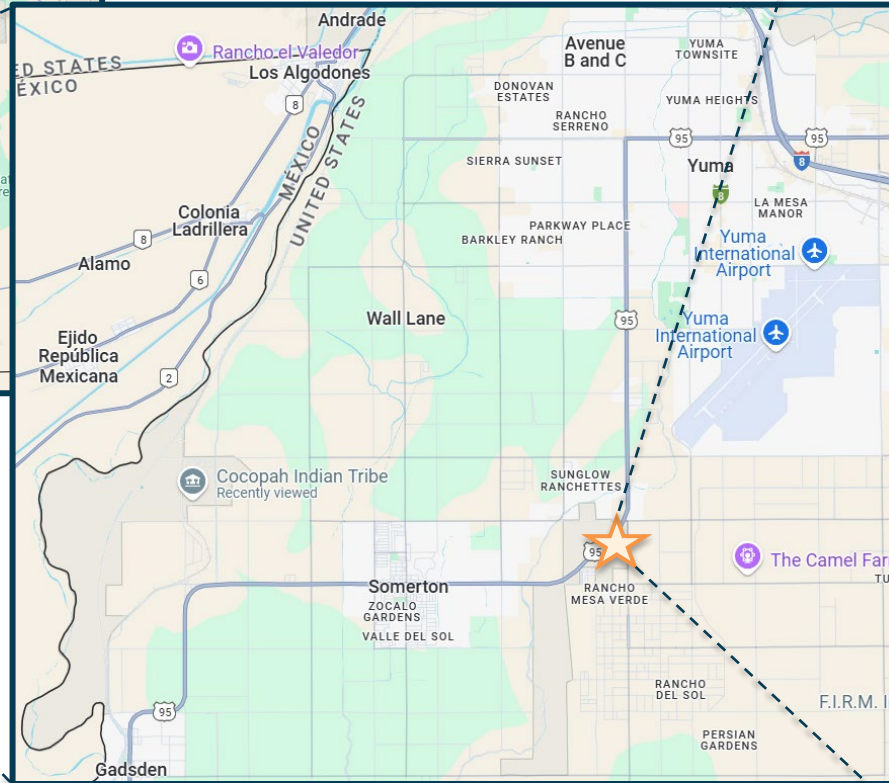 Andrade
Rancho el Valedor
ED STATES
ÉXICO
Los Algodones
8
MÉXICO
UNITED STATES
Avenue
B and C
YUMA
TOWNSITE
DONOVAN
ESTATES
YUMA HEIGHTS
RANCHO
SERRENO
95
95
8
SIERRA SUNSET
Yuma
8
LA MESA
MANOR
Colonia
Ladrillera
8
PARKWAY PLACE
BARKLEY RANCH
Yuma
International
Airport
Alamo
6
Wall Lane
95
Yuma
International
Airport
Ejido
República
Mexicana
2
Cocopah Indian Tribe
Recently viewed
SUNGLOW
RANCHETTES
95
The Camel Far
TU
Somerton
RANCHO
MESA VERDE
ZOCALO
GARDENS
VALLE DEL SOL
RANCHO
DEL SOL
F.I.R.M. I
95
PERSIAN
GARDENS
Gadsden